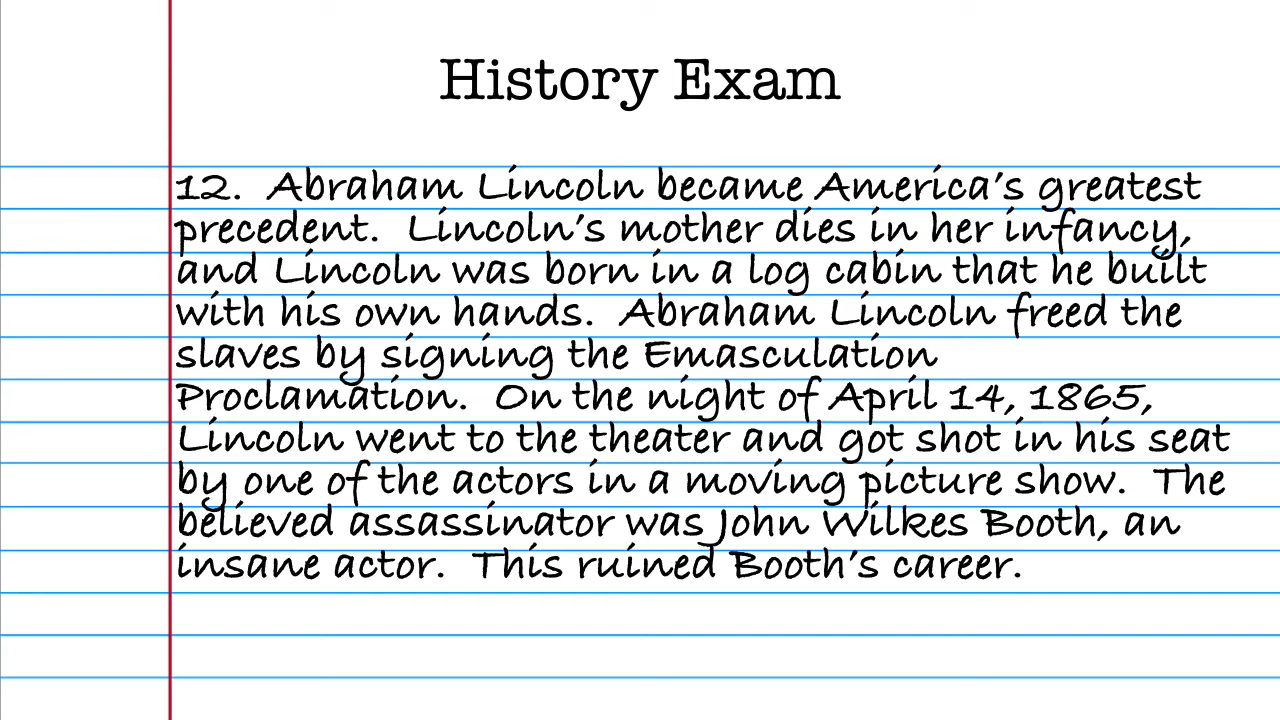 History Exam
12. Abraham Lincoln became America's greatest
precedent. Lincoln's mother dies in her infancy,
and Lincoln was born in a log cabin that he built
with his own hands. Abraham Lincoln freed the
slaves by signing the Emasculation
Proclamation. On the night of April 14, 1865,
Lincoln went to the theater and got shot in his seat
by one of the actors in a moving picture show. The
believed assassinator was John Wilkes Booth, an
insane actor. This ruined Booth's career.